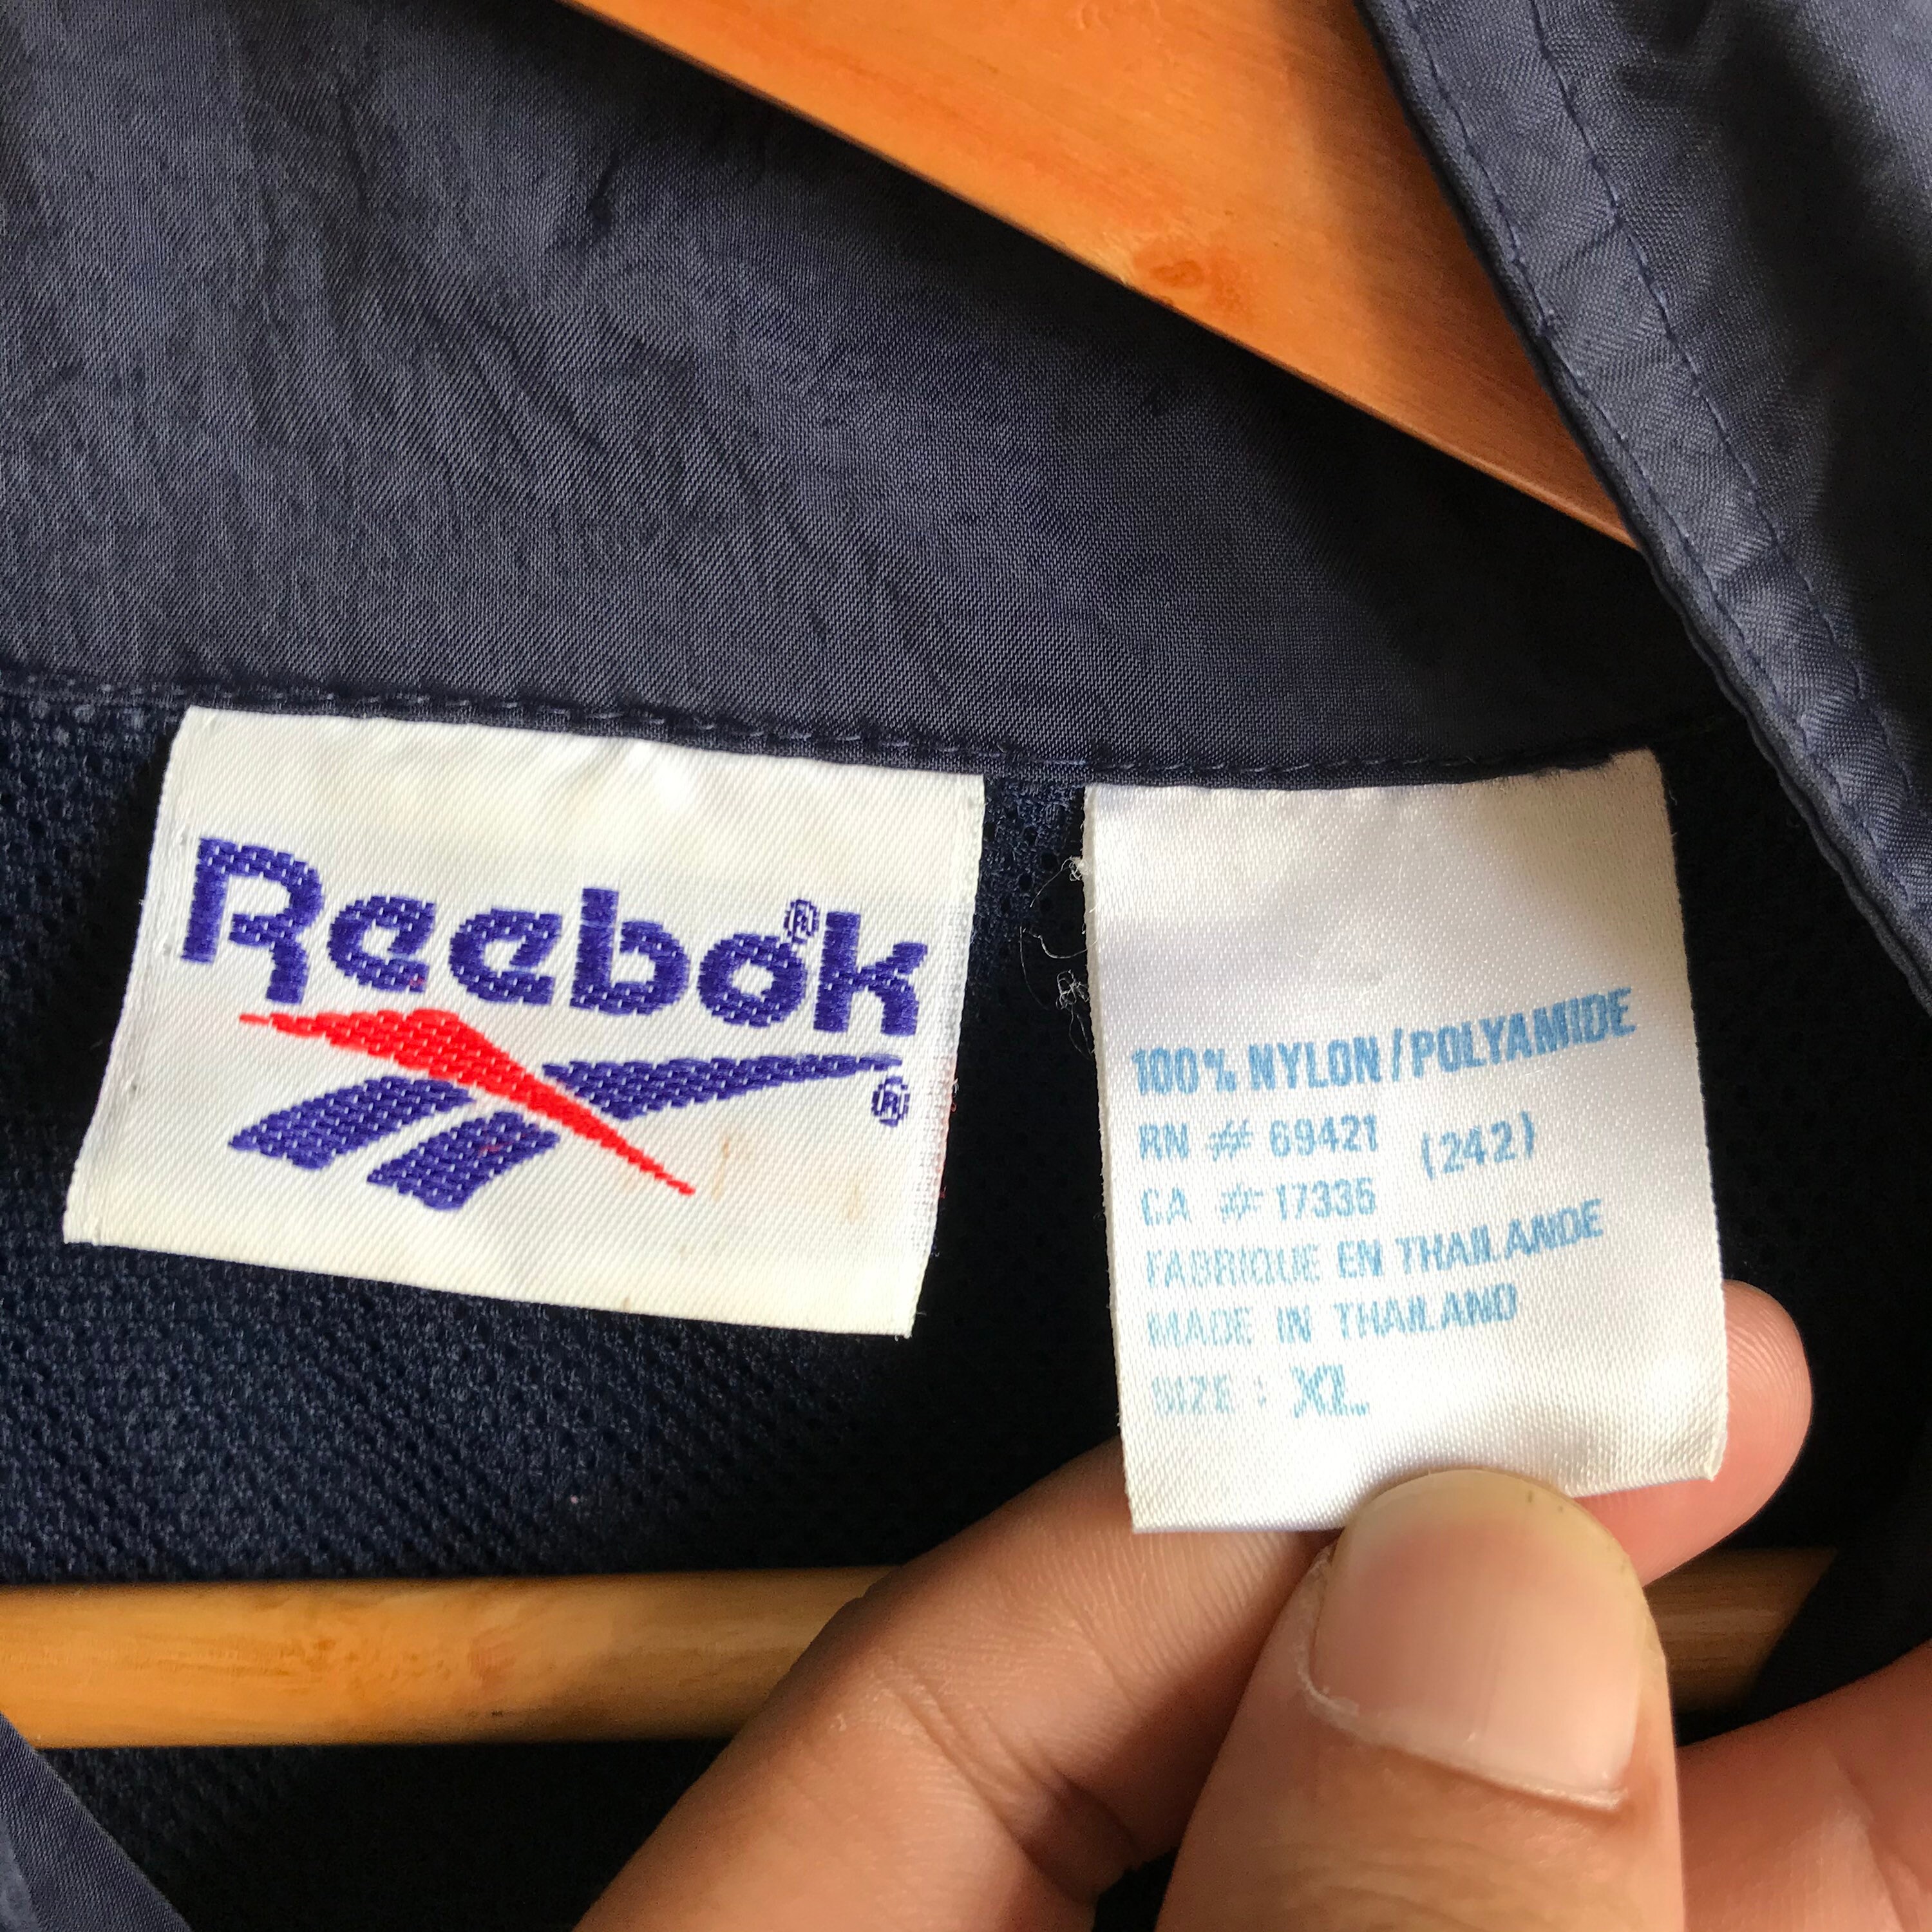 Reebok®
®
100% NYLON/POLYAMIDE
RN # 69421 (242)
CA # 17335
FABRIQUE EN THAILANDE
MADE IN THAILAND
SIZE : XL